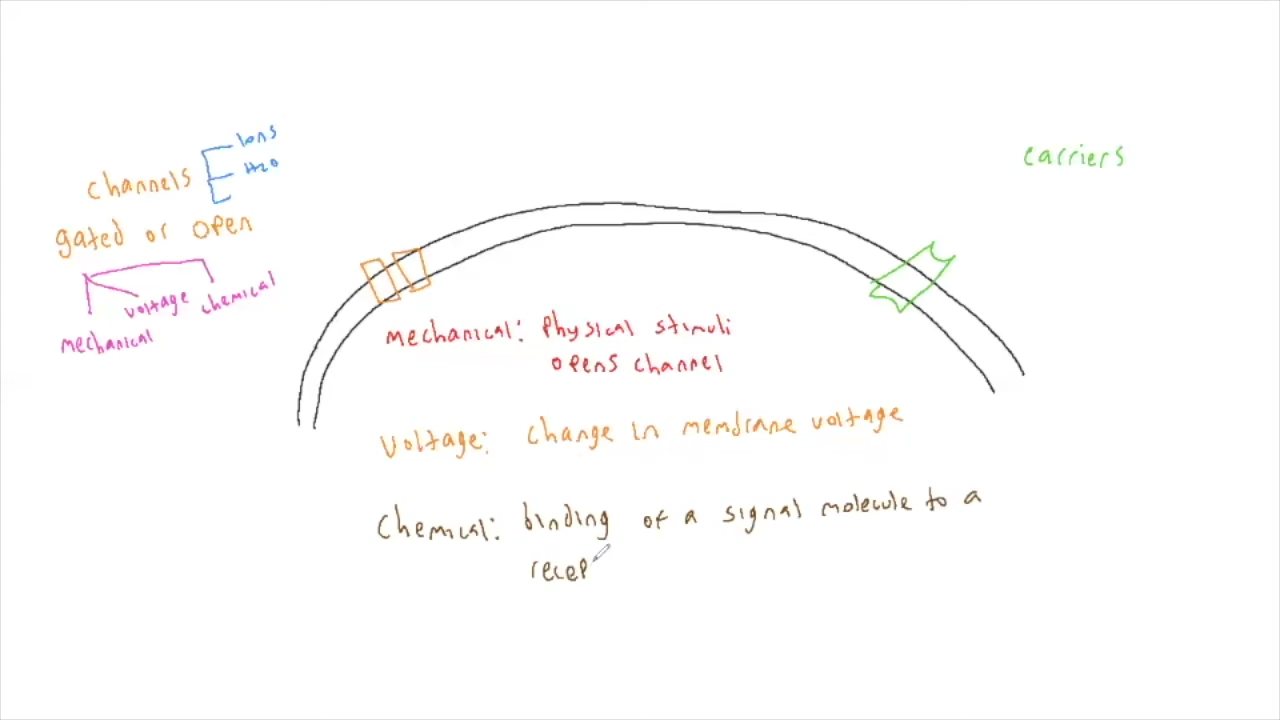 Ions
H2O
channels
gated or open
voltage
chemical
mechanical
carriers
mechanical: Physical stimuli
opens channel
Voltage: change in membrane voltage
Chemical: binding of a signal molecule to a
recep